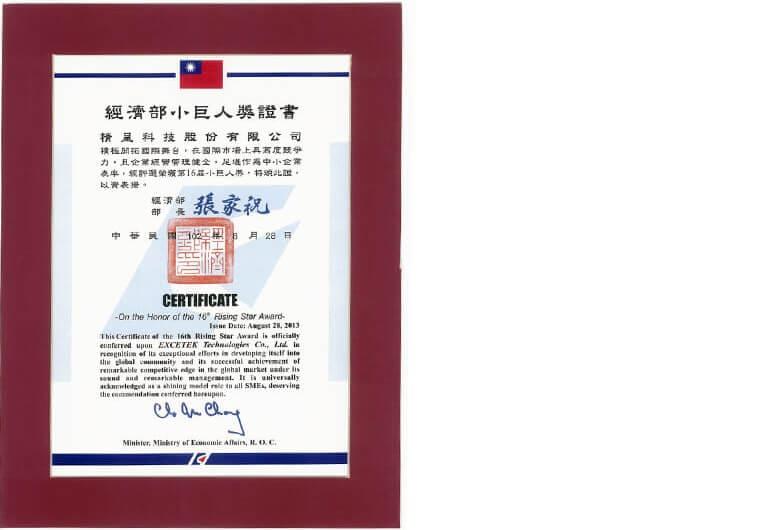 經濟部小巨人獎證書
精呈科技股份有限公司
積極開拓國際舞台，在國際市場上具高度競爭
力，且企業經營管理健全，足堪作為中小企業
表率，經評選榮獲第16屆小巨人獎，特頒此證，
以資表揚。
經濟部
部長 張家祝
中華民國102年8月28日
CERTIFICATE
-On the Honor of the 16th Rising Star Award-
Issue Date: August 28, 2013
This Certificate of the 16th Rising Star Award is officially
conferred upon EXCETEK Technologies Co., Ltd. in
recognition of its exceptional efforts in developing itself into
the global community and its successful achievement of
remarkable competitive edge in the global market under its
sound and remarkable management. It is universally
acknowledged as a shining model role to all SMEs, deserving
the commendation conferred hereupon.
Minister, Ministry of Economic Affairs, R. O. C.